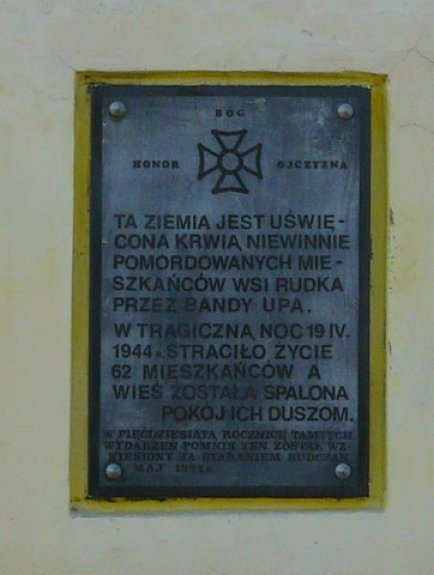 BÓG
HONOR OJCZYZNA
TA ZIEMIA JEST UŚWIĘ-
CONA KRWIĄ NIEWINNIE
POMORDOWANYCH MIE-
SZKAŃCÓW WSI RUDKA
PRZEZ BANDY UPA.
W TRAGICZNĄ NOC 19 IV.
1944 r. STRACIŁO ŻYCIE
62 MIESZKAŃCÓW A
WIEŚ ZOSTAŁA SPALONA
POKÓJ ICH DUSZOM.
W PIĘĆDZIESIĄTĄ ROCZNICĘ TAMTYCH
WYDARZEŃ POMNIK TEN ZOSTAŁ WZ-
NIESIONY ZA STARANIEM RUDCZAN
MAJ 1994 r.